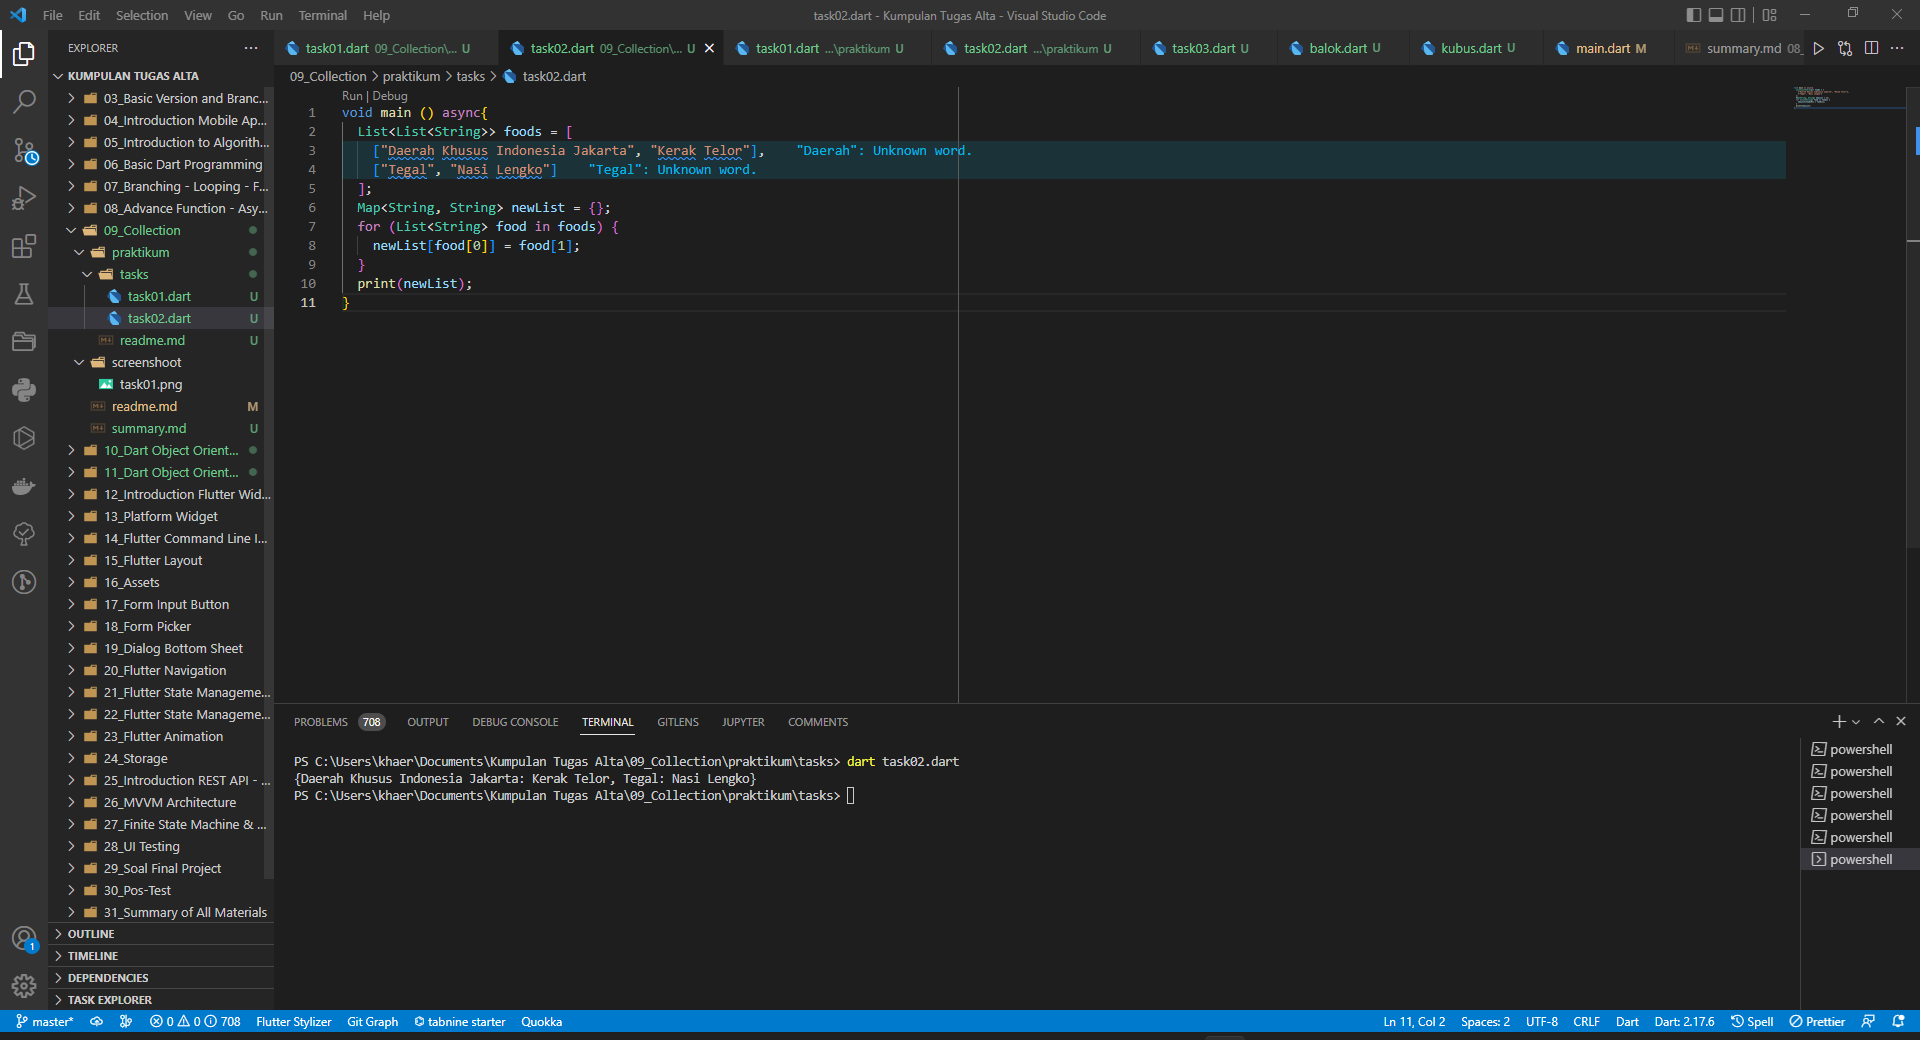 File Edit Selection View Go Run Terminal Help
task02.dart - Kumpulan Tugas Alta - Visual Studio Code
EXPLORER
KUMPULAN TUGAS ALTA
03_Basic Version and Branc...
04_Introduction Mobile Ap...
05_Introduction to Algorith...
06_Basic Dart Programming
07_Branching - Looping - F...
08_Advance Function - Asy...
09_Collection
praktikum
tasks
task01.dart U
task02.dart U
readme.md U
screenshoot
task01.png
readme.md M
summary.md U
10_Dart Object Orient...
11_Dart Object Orient...
12_Introduction Flutter Wid...
13_Platform Widget
14_Flutter Command Line I...
15_Flutter Layout
16_Assets
17_Form Input Button
18_Form Picker
19_Dialog Bottom Sheet
20_Flutter Navigation
21_Flutter State Manageme...
22_Flutter State Manageme...
23_Flutter Animation
24_Storage
25_Introduction REST API - ...
26_MVVM Architecture
27_Finite State Machine & ...
28_UI Testing
29_Soal Final Project
30_Pos-Test
31_Summary of All Materials
OUTLINE
TIMELINE
DEPENDENCIES
TASK EXPLORER
task01.dart 09_Collection\... U task02.dart 09_Collection\... U task01.dart ...\praktikum U task02.dart ...\praktikum U task03.dart U balok.dart U kubus.dart U main.dart M summary.md 08_
09_Collection > praktikum > tasks > task02.dart
Run | Debug
1 void main () async{
2 List<List<String>> foods = [
3 ["Daerah Khusus Indonesia Jakarta", "Kerak Telor"], "Daerah": Unknown word.
4 ["Tegal", "Nasi Lengko"] "Tegal": Unknown word.
5 ];
6 Map<String, String> newList = {};
7 for (List<String> food in foods) {
8 newList[food[0]] = food[1];
9 }
10 print(newList);
11 }
PROBLEMS 708 OUTPUT DEBUG CONSOLE TERMINAL GITLENS JUPYTER COMMENTS
PS C:\Users\khaer\Documents\Kumpulan Tugas Alta\09_Collection\praktikum\tasks> dart task02.dart
{Daerah Khusus Indonesia Jakarta: Kerak Telor, Tegal: Nasi Lengko}
PS C:\Users\khaer\Documents\Kumpulan Tugas Alta\09_Collection\praktikum\tasks>
powershell
powershell
powershell
powershell
powershell
powershell
1
master* 0 0 708 Flutter Stylizer Git Graph tabnine starter Quokka Ln 11, Col 2 Spaces: 2 UTF-8 CRLF Dart Dart: 2.17.6 Spell Prettier